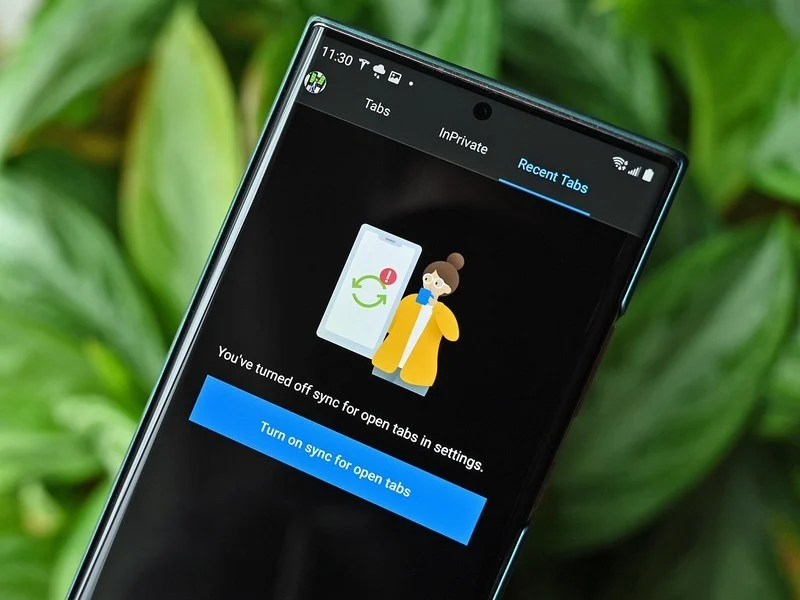 11:30
Tabs
InPrivate
Recent Tabs
!
You've turned off sync for open tabs in settings.
Turn on sync for open tabs